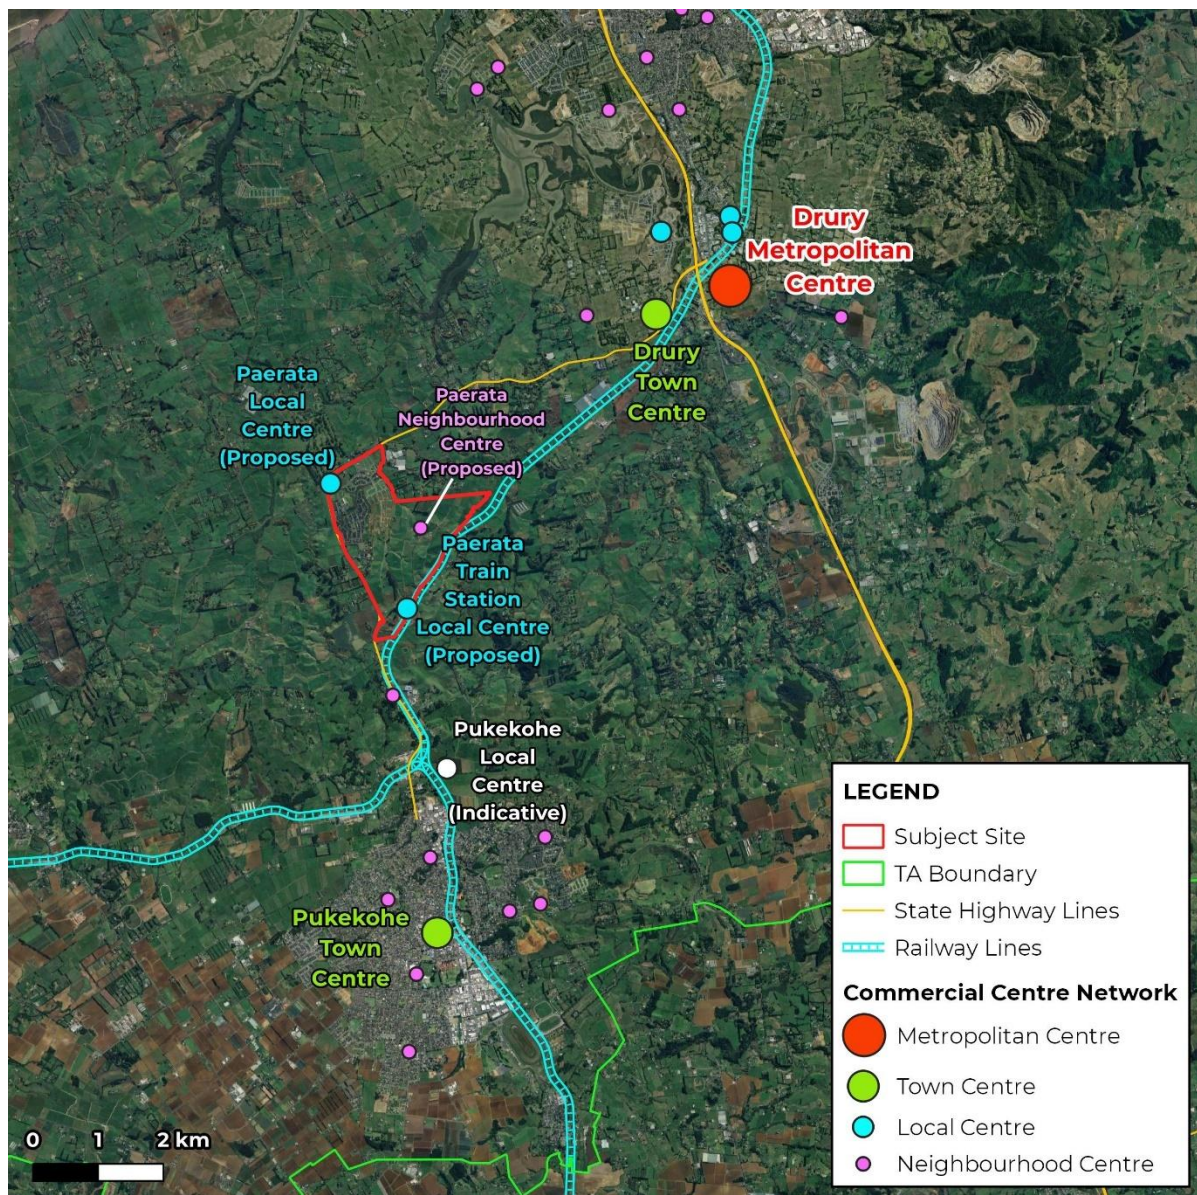 Drury
Metropolitan
Centre
Drury
Town
Centre
Paerata
Local
Centre
(Proposed)
Paerata
Neighbourhood
Centre
(Proposed)
Paerata
Train
Station
Local Centre
(Proposed)
Pukekohe
Local
Centre
(Indicative)
Pukekohe
Town
Centre
LEGEND
Subject Site
TA Boundary
State Highway Lines
Railway Lines
Commercial Centre Network
Metropolitan Centre
Town Centre
Local Centre
Neighbourhood Centre
0 1 2 km